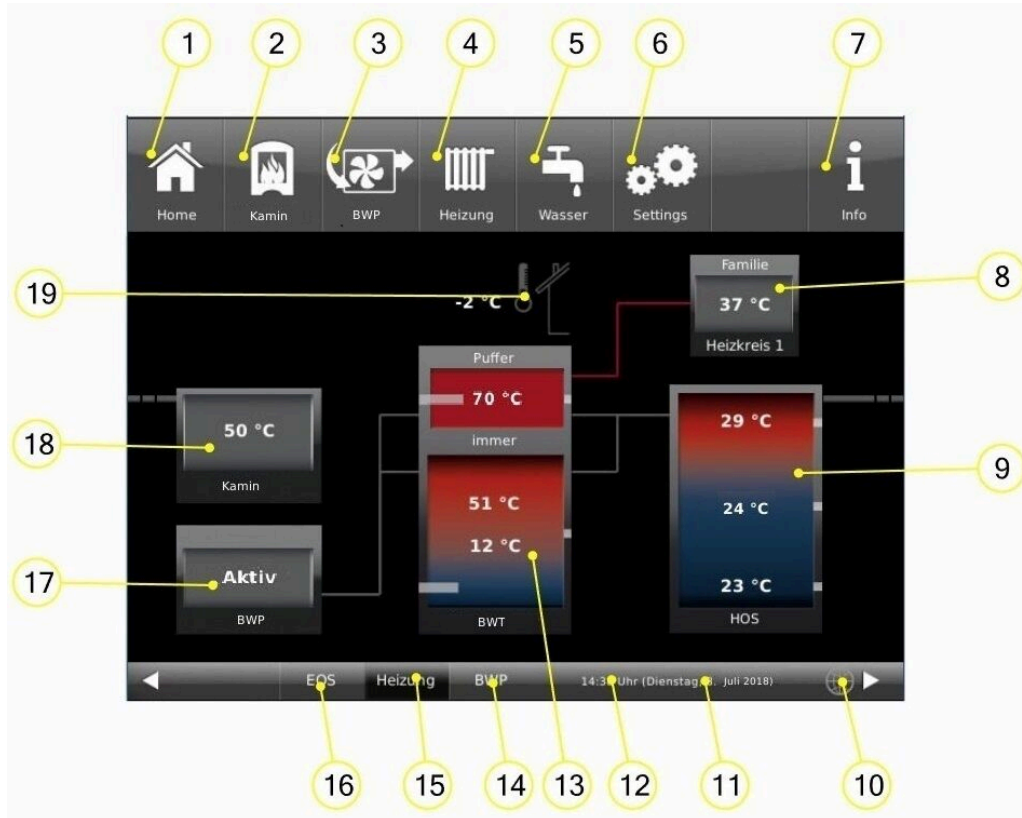 1 2 3 4 5 6 7
Home Kamin BWP Heizung Wasser Settings Info
19
-2 °C
Familie
37 °C
Heizkreis 1
8
Puffer
70 °C
immer
51 °C
12 °C
BWT
13
18
50 °C
Kamin
17
Aktiv
BWP
29 °C
24 °C
23 °C
HOS
9
EOS Heizung BWP Uhr Juli 2018)
16 15 14 12 11 10